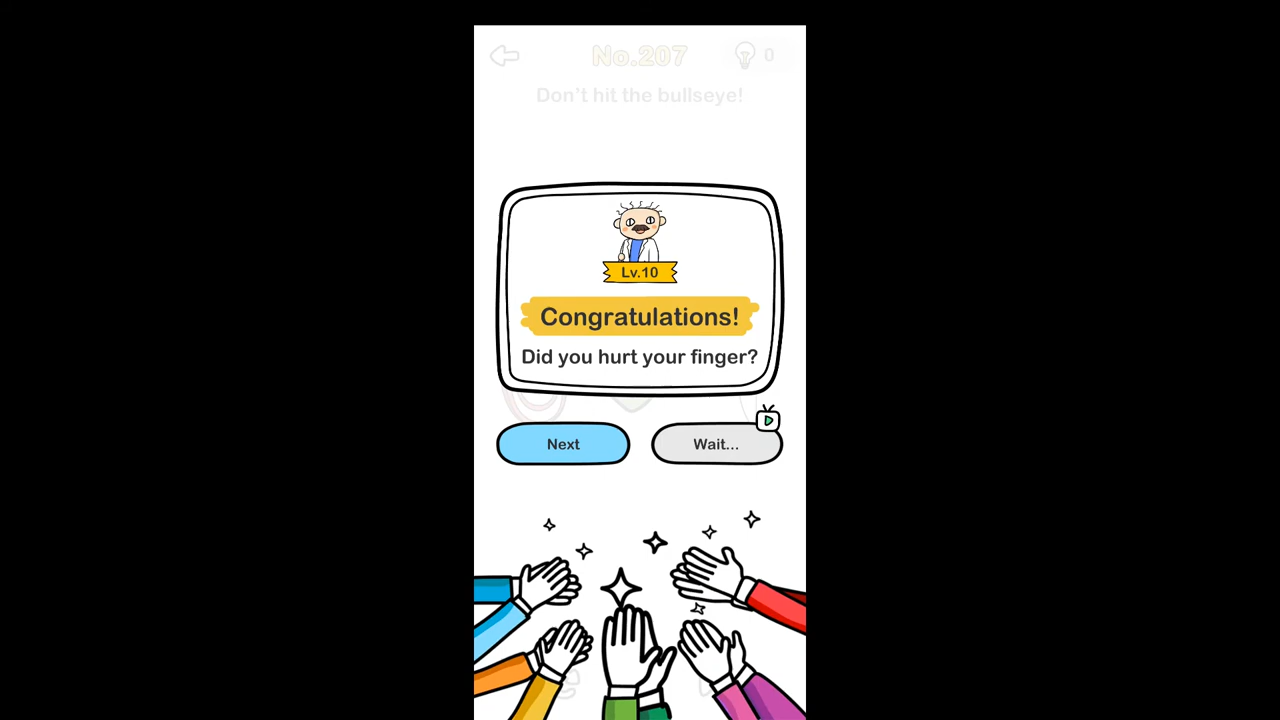 No.207
0
Don't hit the bullseye!
Lv.10
Congratulations!
Did you hurt your finger?
Next
Wait...